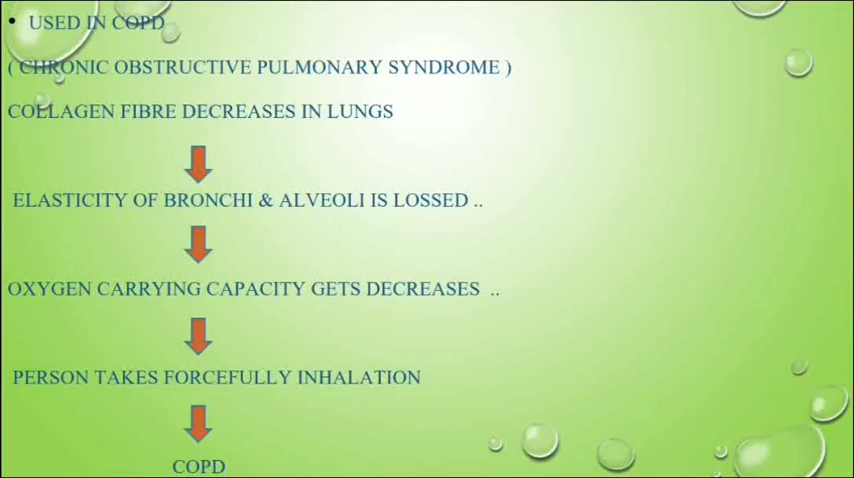 • USED IN COPD
( CHRONIC OBSTRUCTIVE PULMONARY SYNDROME )
COLLAGEN FIBRE DECREASES IN LUNGS
ELASTICITY OF BRONCHI & ALVEOLI IS LOSSED ..
OXYGEN CARRYING CAPACITY GETS DECREASES ..
PERSON TAKES FORCEFULLY INHALATION
COPD